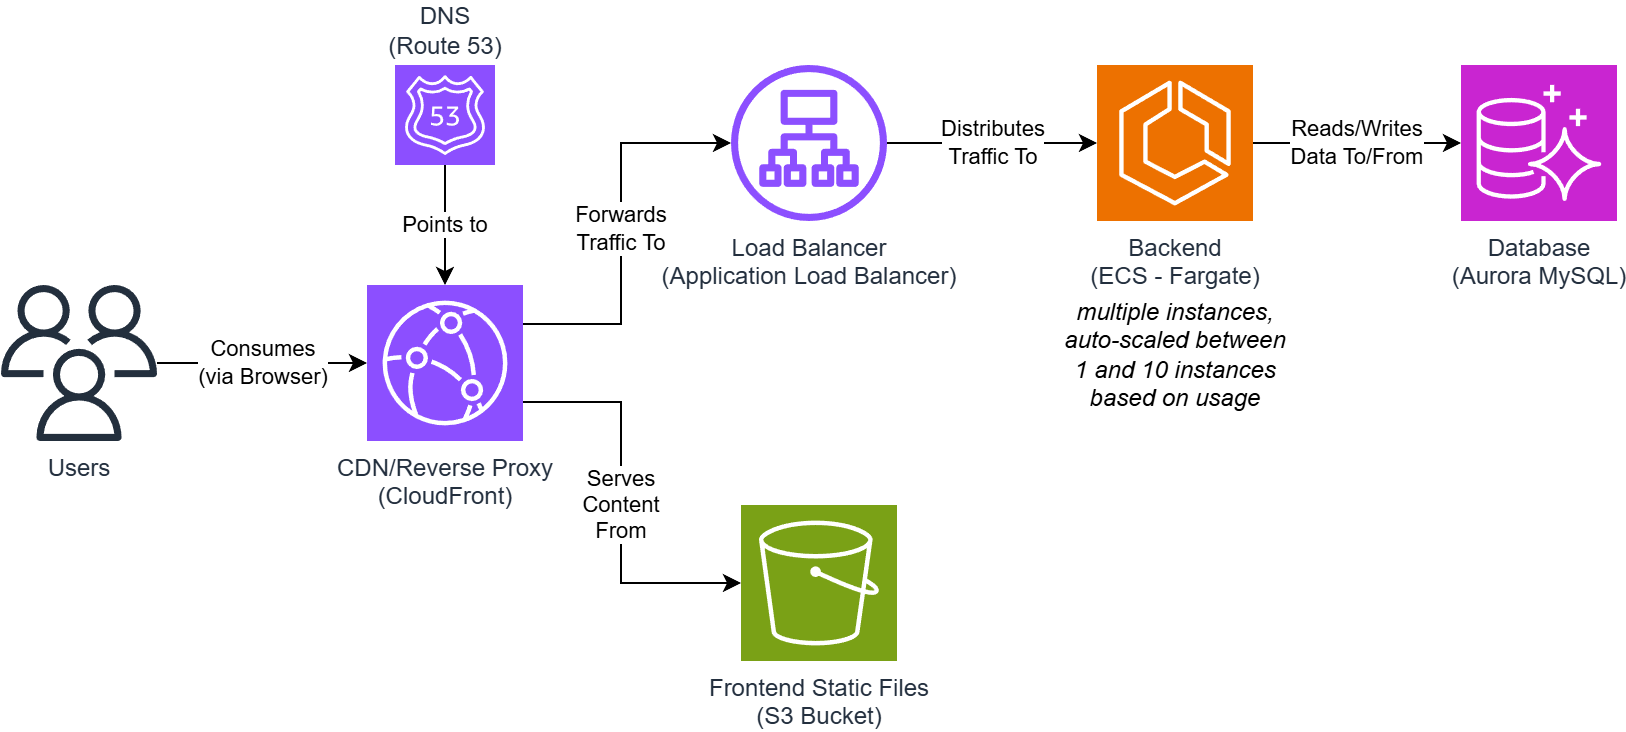 DNS
(Route 53)
53
Points to
Consumes
(via Browser)
Users
CDN/Reverse Proxy
(CloudFront)
Forwards
Traffic To
Load Balancer
(Application Load Balancer)
Distributes
Traffic To
Backend
(ECS - Fargate)
multiple instances,
auto-scaled between
1 and 10 instances
based on usage
Reads/Writes
Data To/From
Database
(Aurora MySQL)
Serves
Content
From
Frontend Static Files
(S3 Bucket)